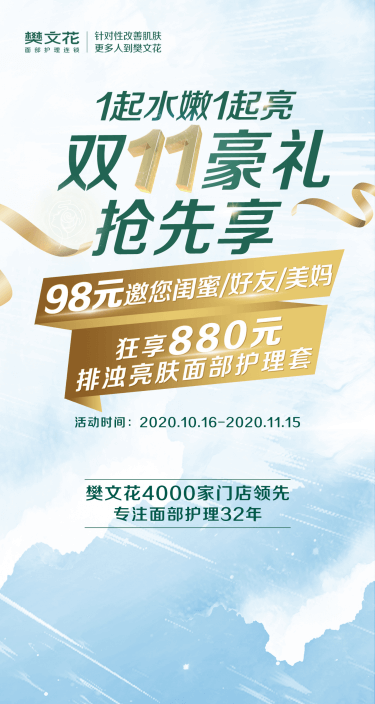 樊文花
面部护理连锁
针对性改善肌肤
更多人到樊文花
1起水嫩1起亮
双11豪礼
抢先享
98元邀您闺蜜/好友/美妈
狂享880元
排浊亮肤面部护理套
活动时间：2020.10.16-2020.11.15
樊文花4000家门店领先
专注面部护理32年